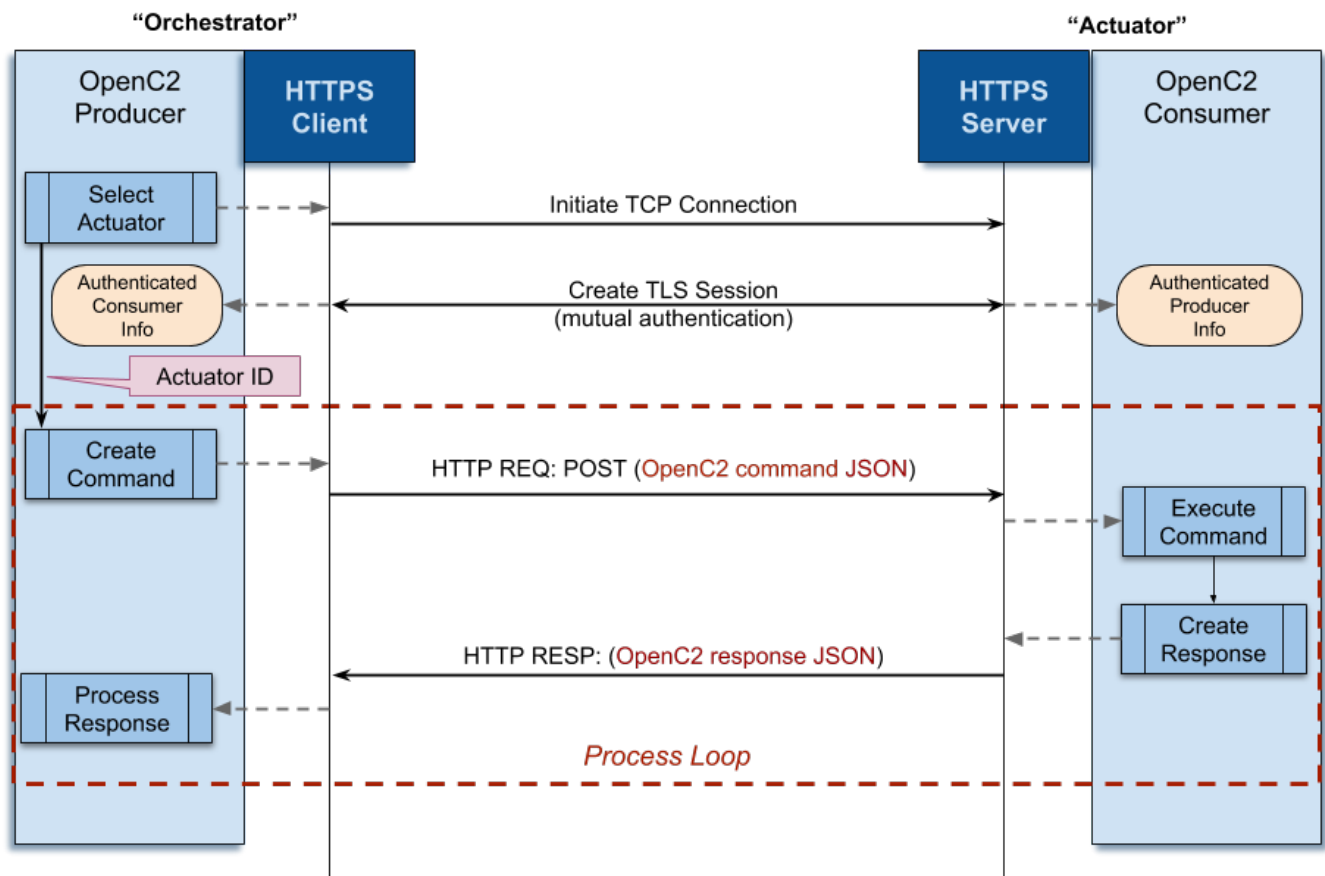 “Orchestrator”
“Actuator”
OpenC2
Producer
HTTPS
Client
HTTPS
Server
OpenC2
Consumer
Select
Actuator
Initiate TCP Connection
Authenticated
Consumer
Info
Create TLS Session
(mutual authentication)
Authenticated
Producer
Info
Actuator ID
Create
Command
HTTP REQ: POST (OpenC2 command JSON)
Execute
Command
Create
Response
HTTP RESP: (OpenC2 response JSON)
Process
Response
Process Loop